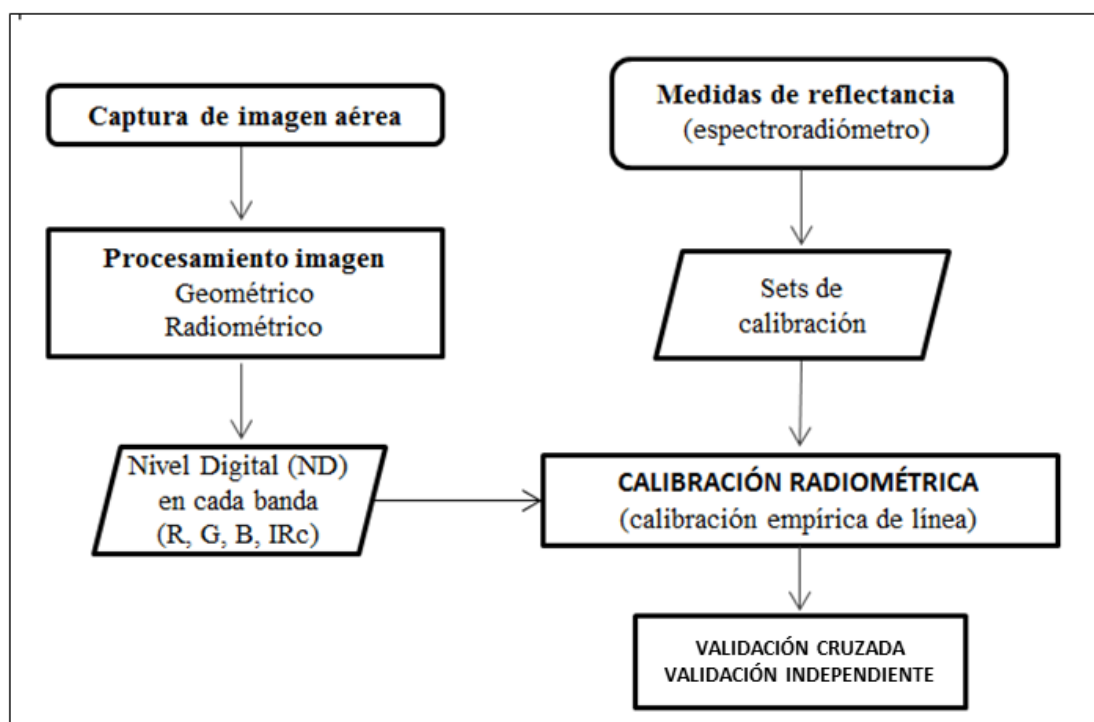 Captura de imagen aérea
Procesamiento imagen
Geométrico
Radiométrico
Nivel Digital (ND)
en cada banda
(R, G, B, IRc)
Medidas de reflectancia
(espectroradiómetro)
Sets de
calibración
CALIBRACIÓN RADIOMÉTRICA
(calibración empírica de línea)
VALIDACIÓN CRUZADA
VALIDACIÓN INDEPENDIENTE